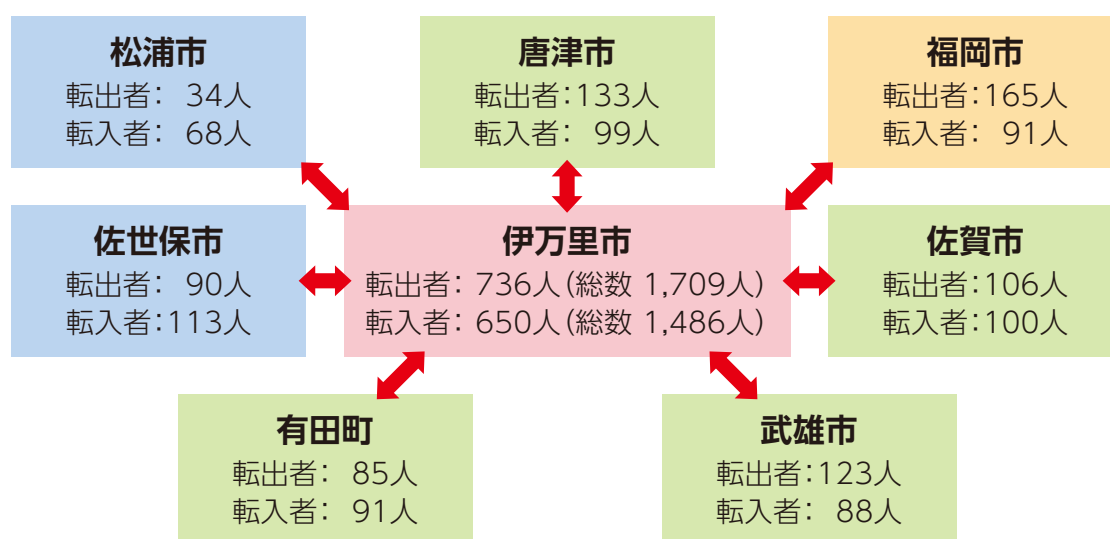 松浦市
転出者： 34人
転入者： 68人
唐津市
転出者：133人
転入者： 99人
福岡市
転出者：165人
転入者： 91人
佐世保市
転出者： 90人
転入者：113人
伊万里市
転出者： 736人（総数 1,709人）
転入者： 650人（総数 1,486人）
佐賀市
転出者：106人
転入者：100人
有田町
転出者： 85人
転入者： 91人
武雄市
転出者：123人
転入者： 88人